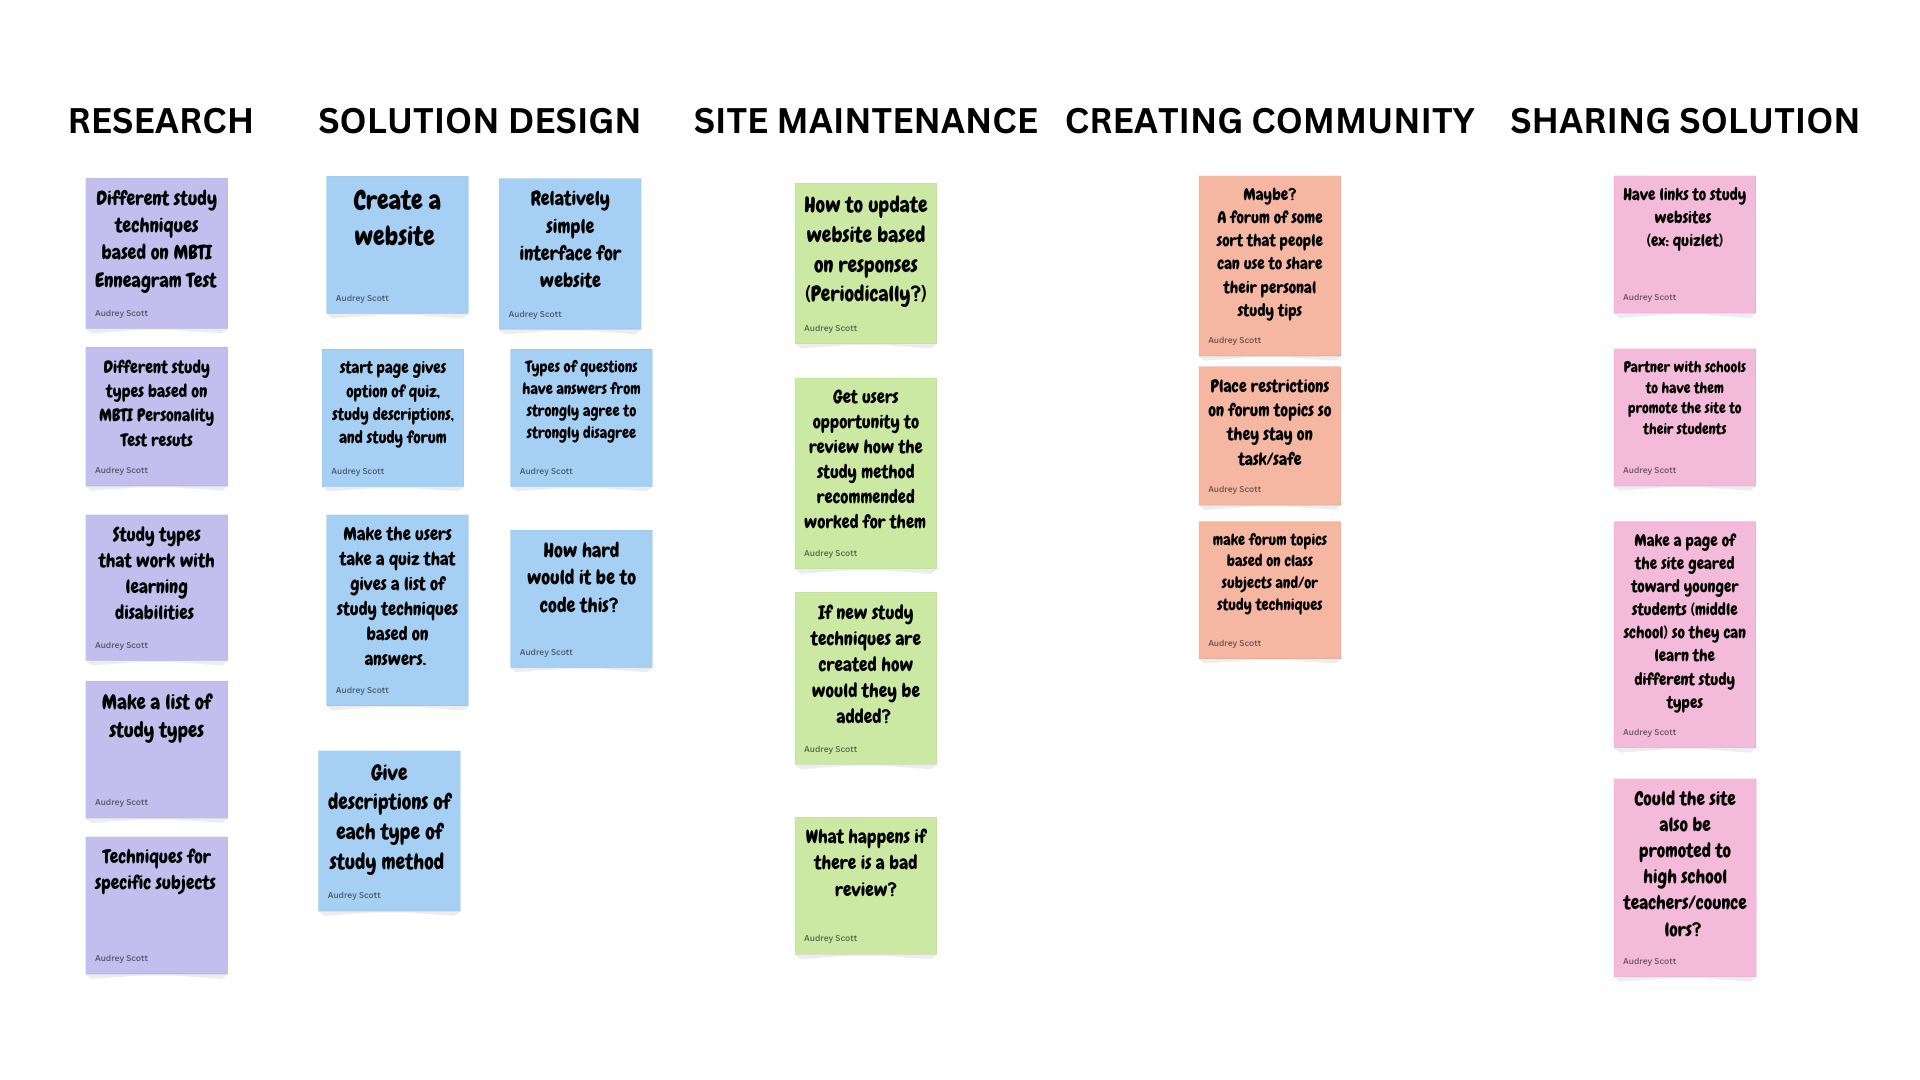 RESEARCH
Different study
techniques
based on MBTI
Enneagram Test
Audrey Scott
Different study
types based on
MBTI Personality
Test resuts
Audrey Scott
Study types
that work with
learning
disabilities
Audrey Scott
Make a list of
study types
Audrey Scott
Techniques for
specific subjects
Audrey Scott
SOLUTION DESIGN
Create a
website
Audrey Scott
Relatively
simple
interface for
website
Audrey Scott
start page gives
option of quiz,
study descriptions,
and study forum
Audrey Scott
Types of questions
have answers from
strongly agree to
strongly disagree
Audrey Scott
Make the users
take a quiz that
gives a list of
study techniques
based on
answers.
Audrey Scott
How hard
would it be to
code this?
Audrey Scott
Give
descriptions of
each type of
study method
Audrey Scott
SITE MAINTENANCE
How to update
website based
on responses
(Periodically?)
Audrey Scott
Get users
opportunity to
review how the
study method
recommended
worked for them
Audrey Scott
If new study
techniques are
created how
would they be
added?
Audrey Scott
What happens if
there is a bad
review?
Audrey Scott
CREATING COMMUNITY
Maybe?
A forum of some
sort that people
can use to share
their personal
study tips
Audrey Scott
Place restrictions
on forum topics so
they stay on
task/safe
Audrey Scott
make forum topics
based on class
subjects and/or
study techniques
Audrey Scott
SHARING SOLUTION
Have links to study
websites
(ex: quizlet)
Audrey Scott
Partner with schools
to have them
promote the site to
their students
Audrey Scott
Make a page of
the site geared
toward younger
students (middle
school) so they can
learn the
different study
types
Audrey Scott
Could the site
also be
promoted to
high school
teachers/counce
lors?
Audrey Scott